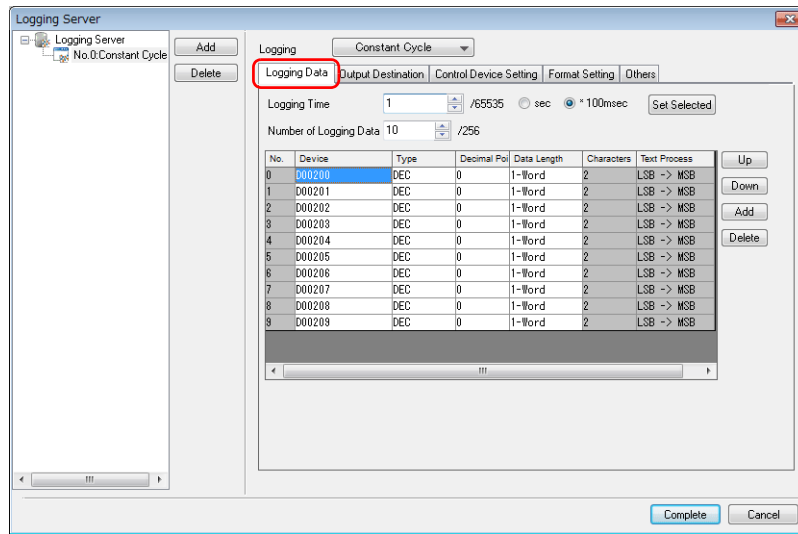 Logging Server
Logging Server
No.0:Constant Cycle
Add
Delete
Logging Constant Cycle
Logging Data Output Destination Control Device Setting Format Setting Others
Logging Time 1 /65535 sec * 100msec Set Selected
Number of Logging Data 10 /256
No. Device Type Decimal Poi Data Length Characters Text Process
0 D00200 DEC 0 1-Word 2 LSB -> MSB
1 D00201 DEC 0 1-Word 2 LSB -> MSB
2 D00202 DEC 0 1-Word 2 LSB -> MSB
3 D00203 DEC 0 1-Word 2 LSB -> MSB
4 D00204 DEC 0 1-Word 2 LSB -> MSB
5 D00205 DEC 0 1-Word 2 LSB -> MSB
6 D00206 DEC 0 1-Word 2 LSB -> MSB
7 D00207 DEC 0 1-Word 2 LSB -> MSB
8 D00208 DEC 0 1-Word 2 LSB -> MSB
9 D00209 DEC 0 1-Word 2 LSB -> MSB
Up
Down
Add
Delete
Complete Cancel